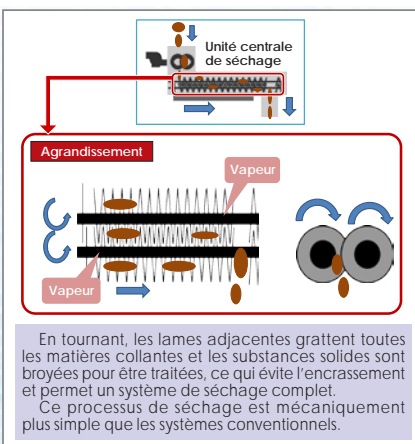 Unité centrale
de séchage
Agrandissement
Vapeur
Vapeur
En tournant, les lames adjacentes grattent toutes
les matières collantes et les substances solides sont
broyées pour être traitées, ce qui évite l'encrassement
et permet un système de séchage complet.
Ce processus de séchage est mécaniquement
plus simple que les systèmes conventionnels.